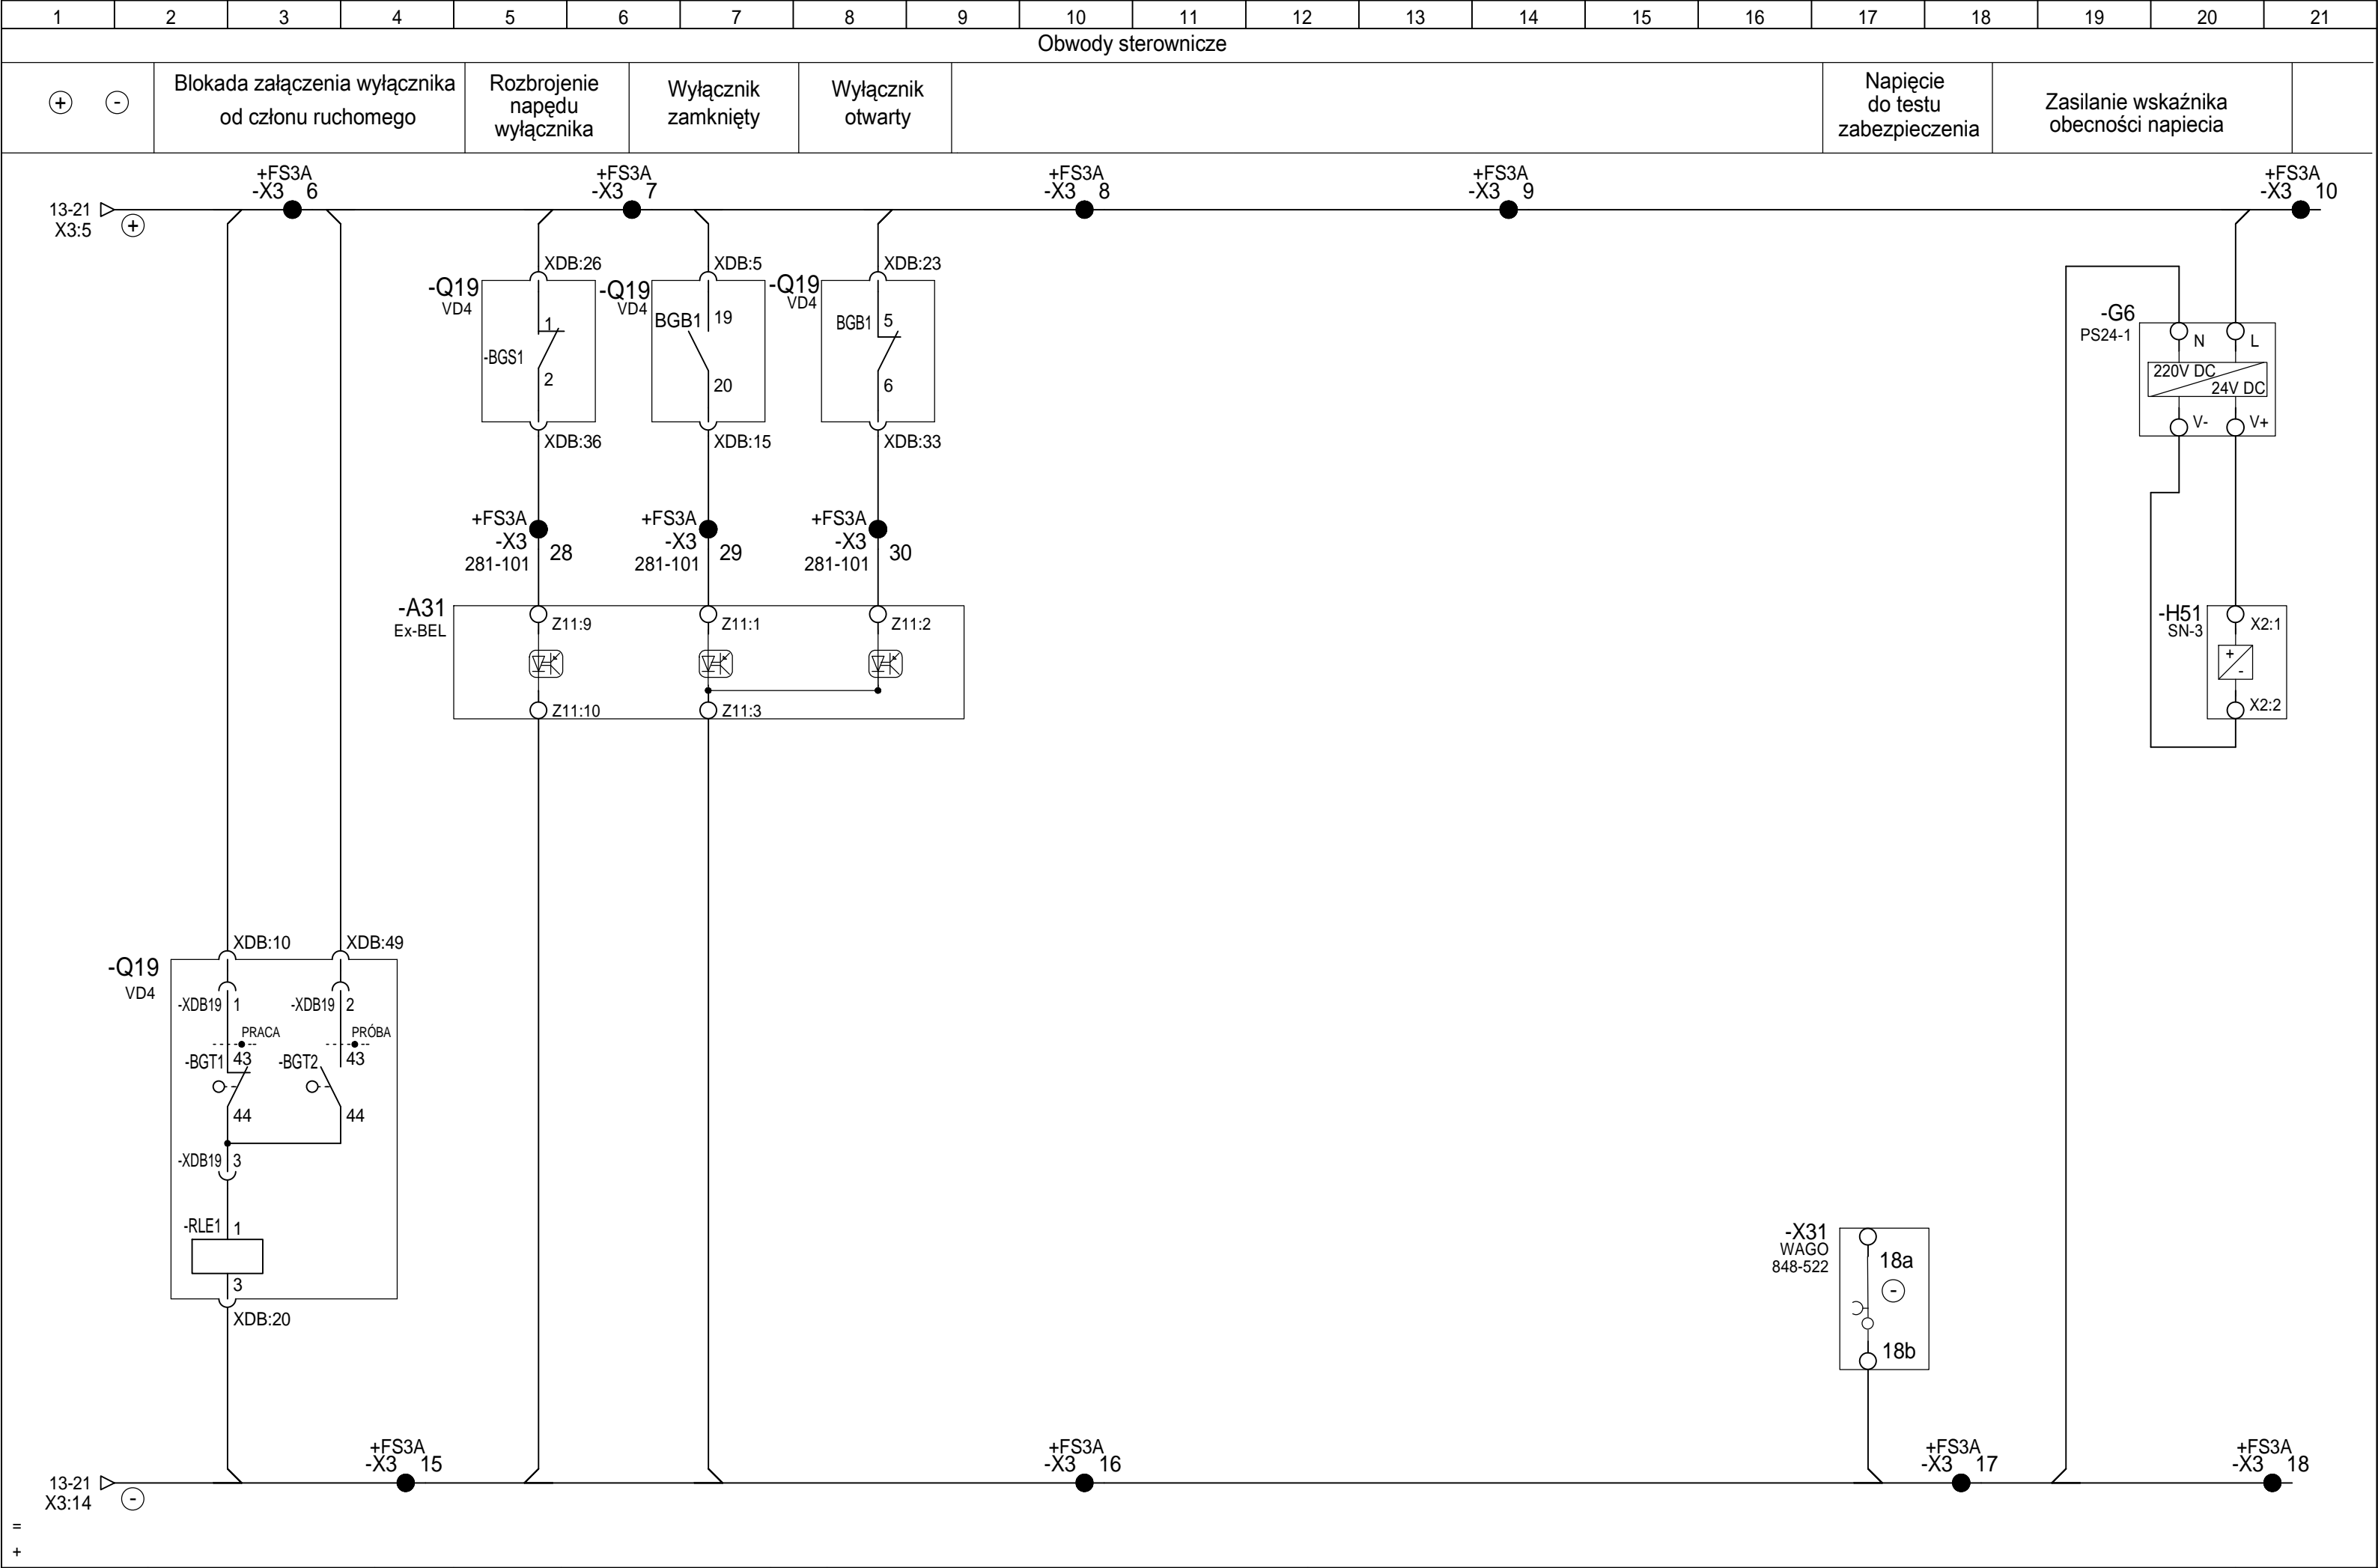 1 2 3 4 5 6 7 8 9 10 11 12 13 14 15 16 17 18 19 20 21
Obwody sterownicze
+ -
Blokada załączenia wyłącznika
od członu ruchomego
Rozbrojenie
napędu
wyłącznika
Wyłącznik
zamknięty
Wyłącznik
otwarty
Napięcie
do testu
zabezpieczenia
Zasilanie wskaźnika
obecności napiecia
+FS3A
-X3 6
+FS3A
-X3 7
+FS3A
-X3 8
+FS3A
-X3 9
+FS3A
-X3 10
13-21
X3:5
+
XDB:26
-Q19
VD4
1
-BGS1
2
XDB:36
XDB:5
-Q19
VD4
BGB1 19
20
XDB:15
XDB:23
-Q19
VD4
BGB1 5
6
XDB:33
-G6
PS24-1
N L
220V DC
24V DC
V- V+
+FS3A
-X3
281-101
28
+FS3A
-X3
281-101
29
+FS3A
-X3
281-101
30
-A31
Ex-BEL
Z11:9
Z11:1
Z11:2
Z11:10
Z11:3
-H51
SN-3
X2:1
+
-
X2:2
XDB:10
XDB:49
-Q19
VD4
-XDB19 1
-XDB19 2
PRACA
PRÓBA
-BGT1 43
-BGT2 43
44
44
-XDB19 3
-RLE1 1
3
XDB:20
-X31
WAGO
848-522
18a
-
18b
+FS3A
-X3 15
+FS3A
-X3 16
+FS3A
-X3 17
+FS3A
-X3 18
13-21
X3:14
-
=
+